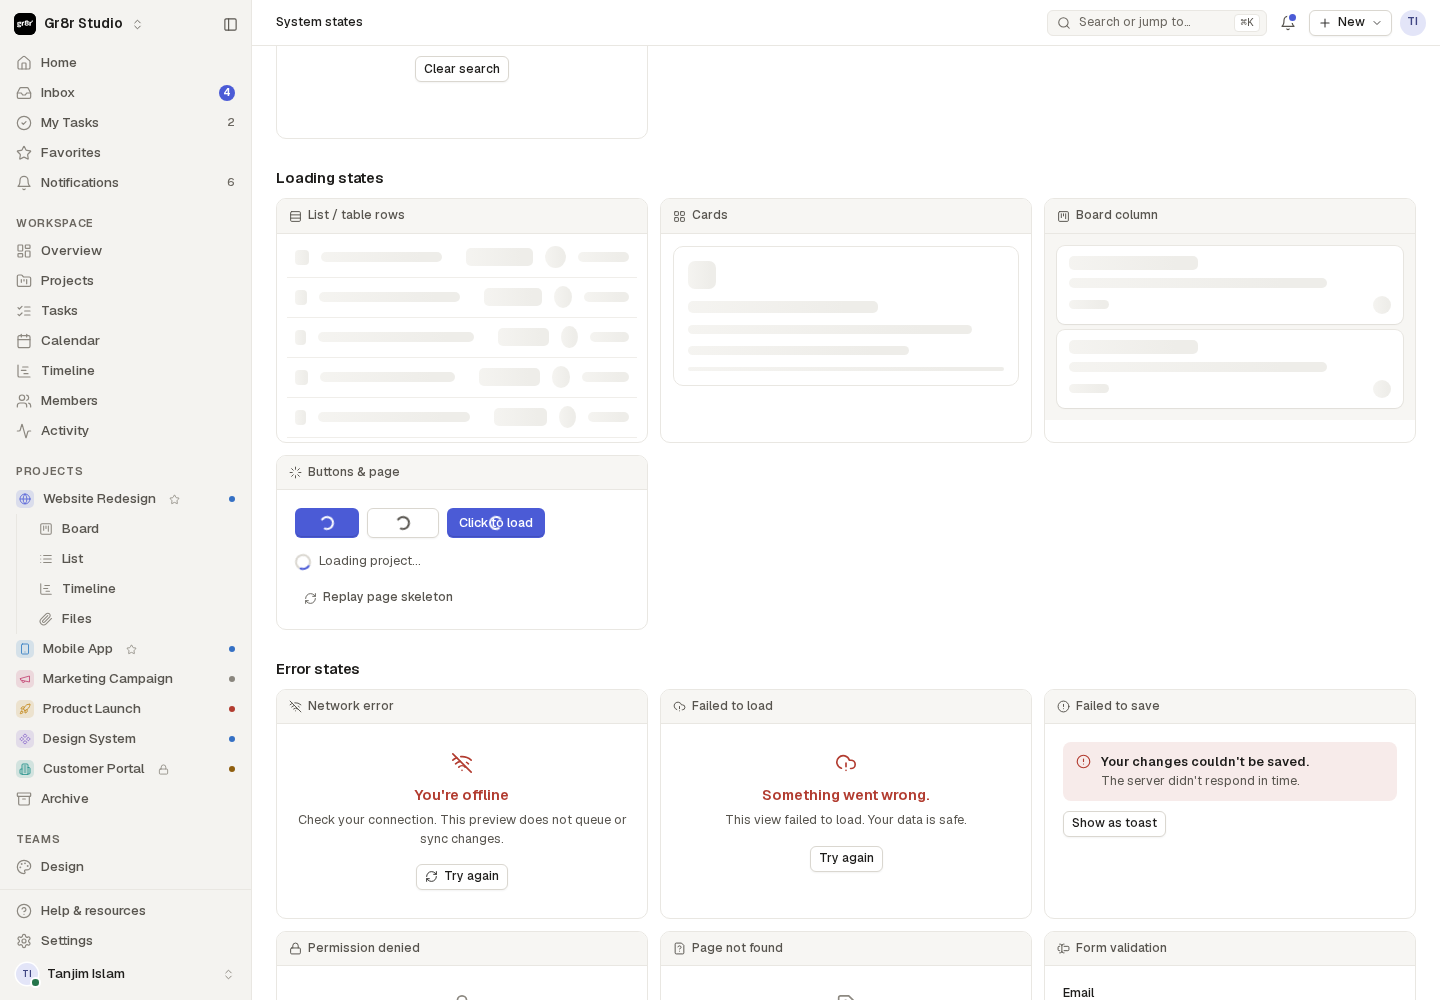 gr8r
Gr8r Studio
Home
Inbox
4
My Tasks
2
Favorites
Notifications
6
WORKSPACE
Overview
Projects
Tasks
Calendar
Timeline
Members
Activity
PROJECTS
Website Redesign
Board
List
Timeline
Files
Mobile App
Marketing Campaign
Product Launch
Design System
Customer Portal
Archive
TEAMS
Design
Help & resources
Settings
TI
Tanjim Islam
System states
Search or jump to...
⌘K
New
TI
Clear search
Loading states
List / table rows
Cards
Board column
Buttons & page
Click to load
Loading project...
Replay page skeleton
Error states
Network error
You're offline
Check your connection. This preview does not queue or
sync changes.
Try again
Failed to load
Something went wrong.
This view failed to load. Your data is safe.
Try again
Failed to save
Your changes couldn't be saved.
The server didn't respond in time.
Show as toast
Permission denied
Page not found
Form validation
Email